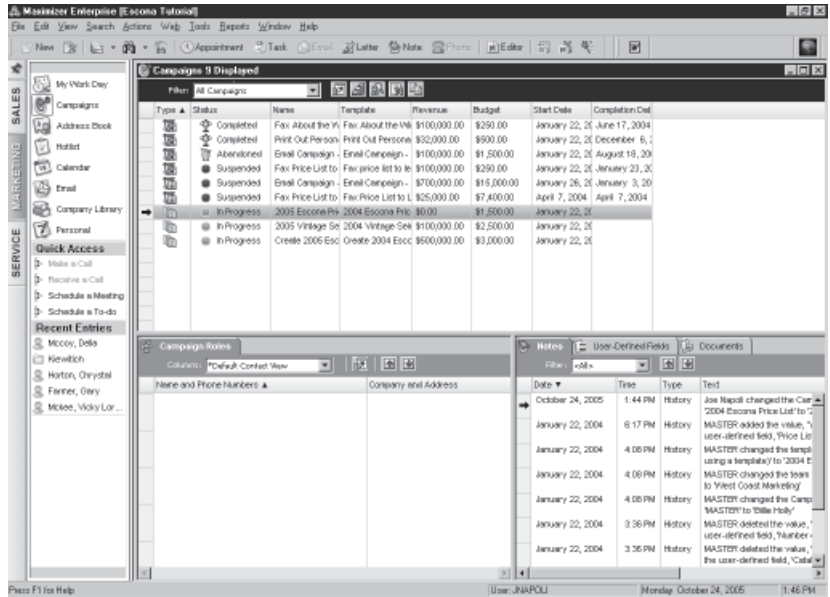 Maximizer Enterprise [Escona Tutorial]
File Edit View Search Actions Web Tools Reports Window Help
New Appointment Task Email Letter Note Phone Editor
SALES
MARKETING
SERVICE
My Work Day
Campaigns
Address Book
Hotlist
Calendar
Email
Company Library
Personal
Quick Access
Make a Call
Receive a Call
Schedule a Meeting
Schedule a To-do
Recent Entries
Mccoy, Della
Kiewitich
Horton, Chrystal
Farmer, Gary
Mckee, Vicky Lor...
Campaigns 9 Displayed
Filter: All Campaigns
Type Status Name Template Revenue Budget Start Date Completion Dat
Completed Fax: About the W Fax: About the Wi $100,000.00 $250.00 January 22, 20 June 17, 2004
Completed Print Out Persona Print Out Persona $32,000.00 $500.00 January 22, 20 December 6, :
Abandoned Email Campaign - Email Campaign - $100,000.00 $1,500.00 January 22, 20 August 18, 20
Suspended Fax Price List to Fax price list to le $100,000.00 $250.00 January 22, 20 January 23, 20
Suspended Email Campaign - Email Campaign - $700,000.00 $15,000.00 January 26, 20 January 3, 20
Suspended Fax Price List to Fax Price List to L $25,000.00 $7,400.00 April 7, 2004 April 7, 2004
In Progress 2005 Escona Pri 2004 Escona Pric $0.00 $1,500.00 January 22, 20
In Progress 2005 Vintage Se 2004 Vintage Sele $100,000.00 $2,500.00 January 22, 20
In Progress Create 2005 Esc Create 2004 Esco $500,000.00 $3,000.00 January 22, 20
Campaign Roles
Columns: *Default Contact View
Name and Phone Numbers Company and Address
Notes User-Defined Fields Documents
Filter: <All>
Date Time Type Text
October 24, 2005 1:44 PM History Joe Napoli changed the Cam
'2004 Escona Price List' to '2
January 22, 2004 6:17 PM History MASTER added the value,
user-defined field, 'Price Lis
January 22, 2004 4:08 PM History MASTER changed the templ
using a template)' to '2004 E
January 22, 2004 4:08 PM History MASTER changed the team
to 'West Coast Marketing'
January 22, 2004 4:08 PM History MASTER changed the Camp
'MASTER' to 'Billie Holly'
January 22, 2004 3:36 PM History MASTER deleted the value, '
user-defined field, 'Number
January 22, 2004 3:36 PM History MASTER deleted the value, '
the user-defined field, 'Catal
Press F1 for Help User: JNAPOLI Monday October 24, 2005 1:46 PM